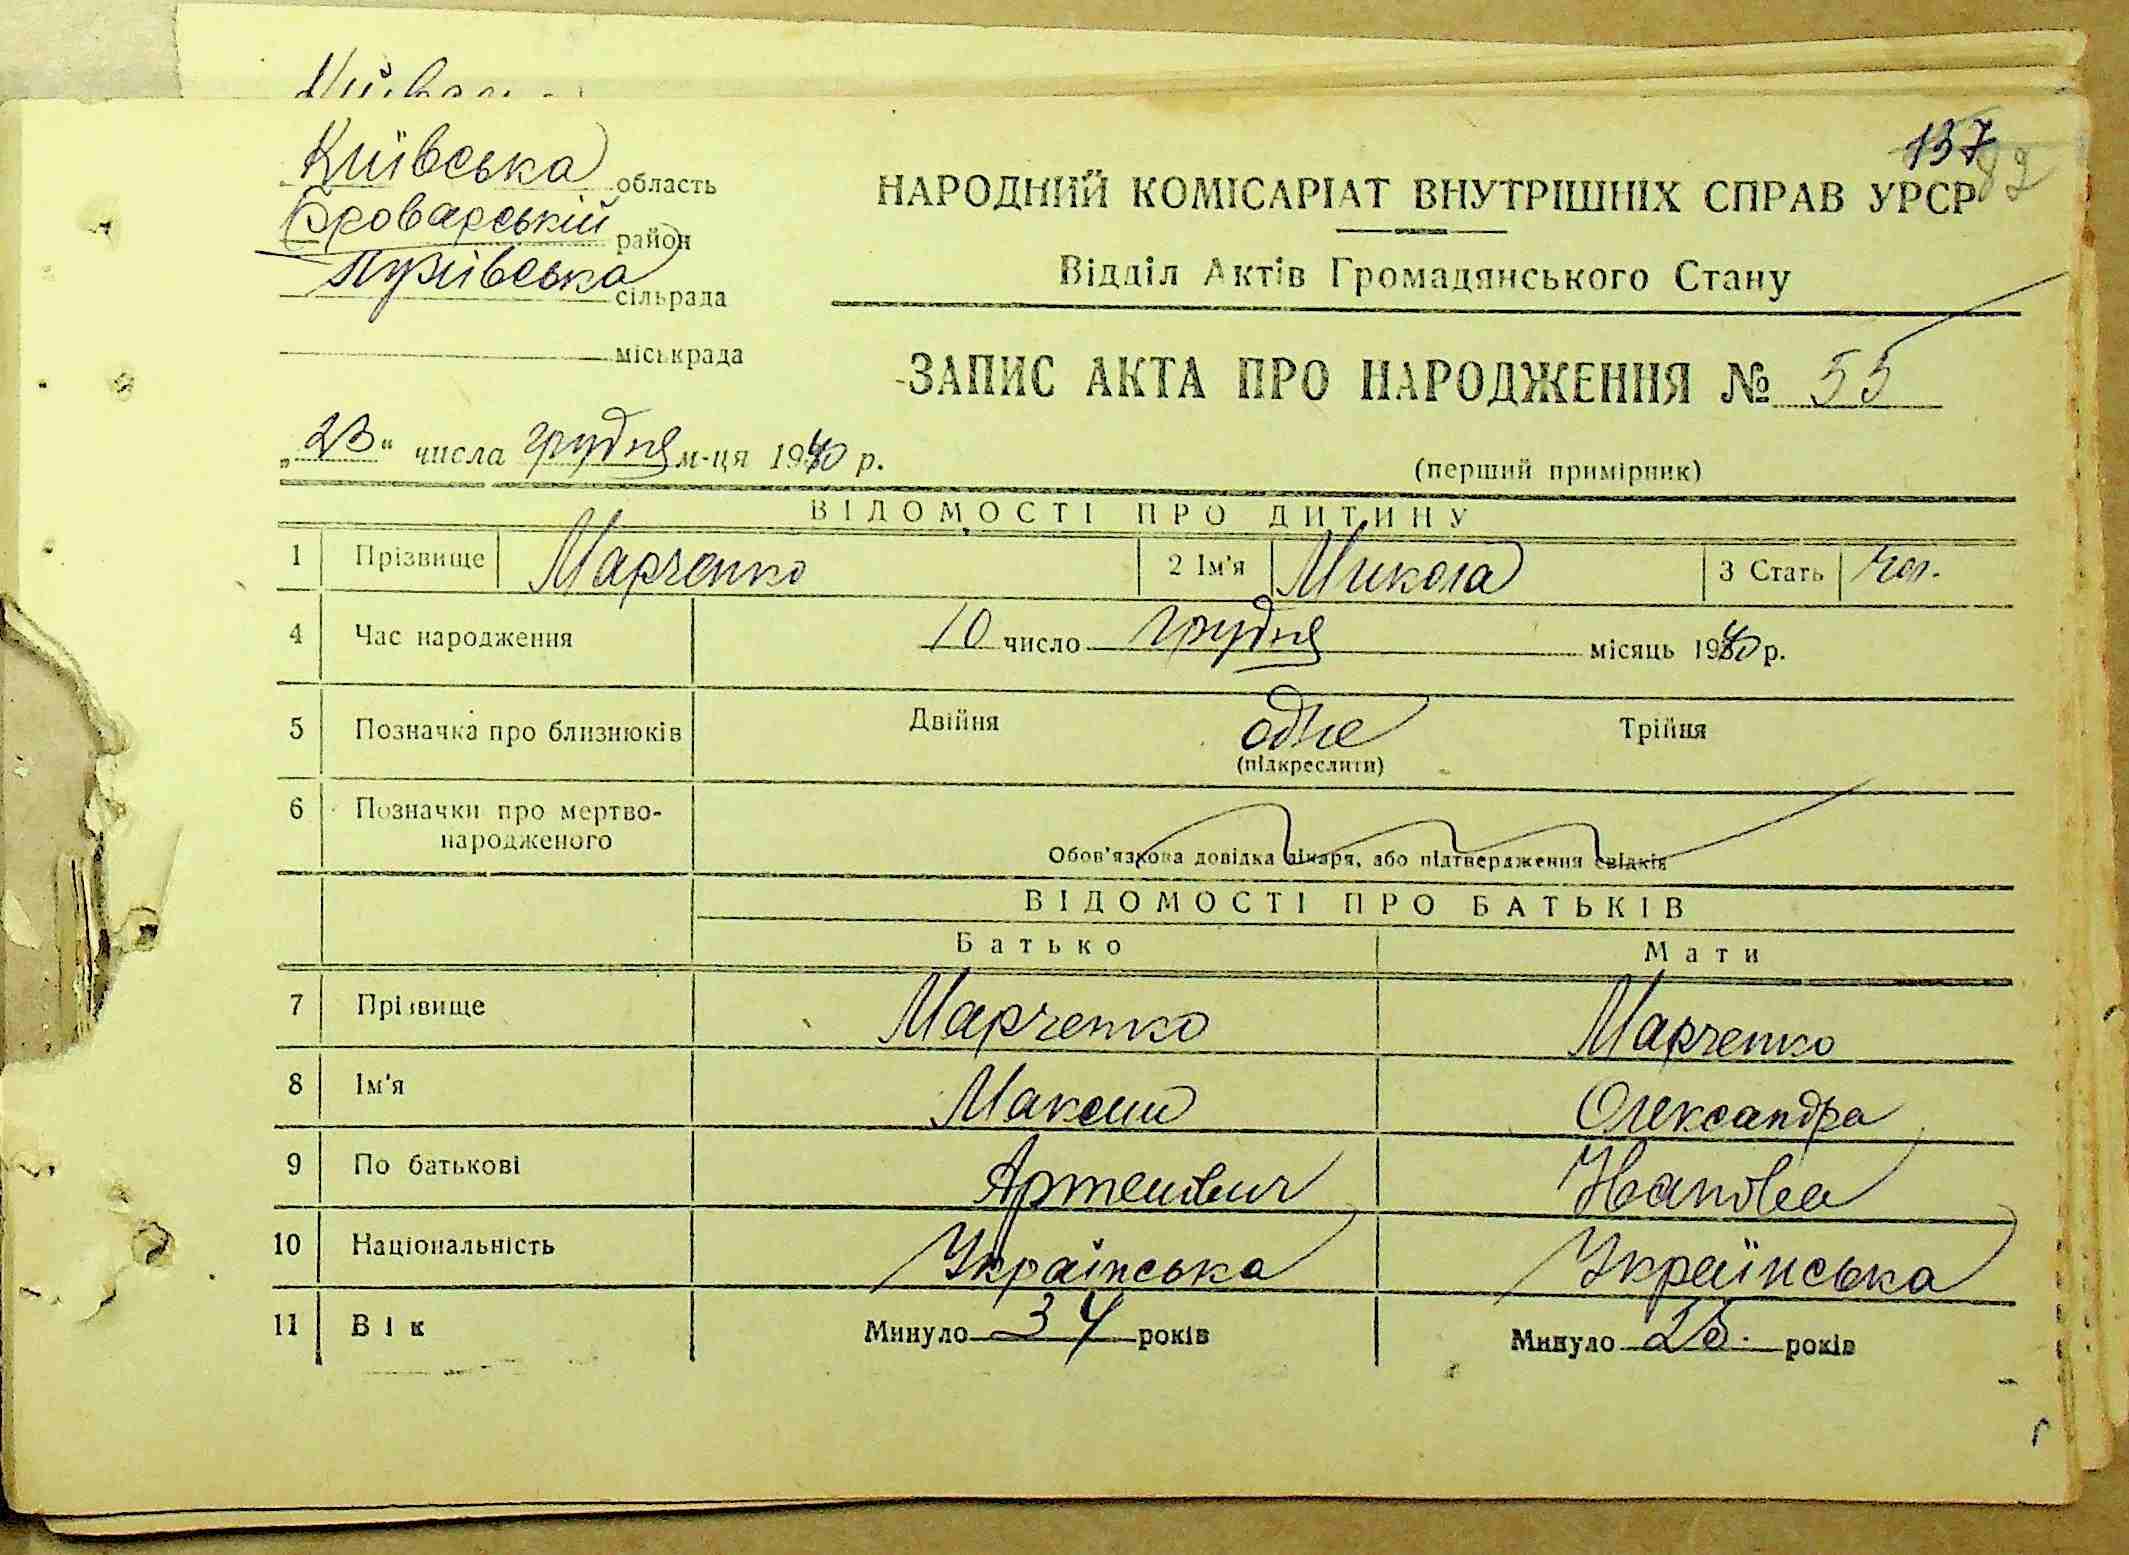 Київська область
Броварській район
Пухівська сільрада
міськрада
137
82
НАРОДНИЙ КОМІСАРІАТ ВНУТРІШНІХ СПРАВ УРСР
Відділ Актів Громадянського Стану
ЗАПИС АКТА ПРО НАРОДЖЕННЯ № 55
„23" числа грудня м-ця 1940 р.
(перший примірник)
ВІДОМОСТІ ПРО ДИТИНУ
1 Прізвище Марченко 2 Ім'я Микола 3 Стать чол.
4 Час народження 10 число грудня місяць 1940 р.
5 Позначка про близнюків Двійня одне Трійня
(підкреслити)
6 Позначки про мертво-
народженого
Обов'язкова довідка лікаря, або підтвердження свідків
ВІДОМОСТІ ПРО БАТЬКІВ
Батько Мати
7 Прізвище Марченко Марченко
8 Ім'я Максим Олександра
9 По батькові Артемович Івановна
10 Національність Українська Українська
11 Вік Минуло 34 років Минуло 25 років